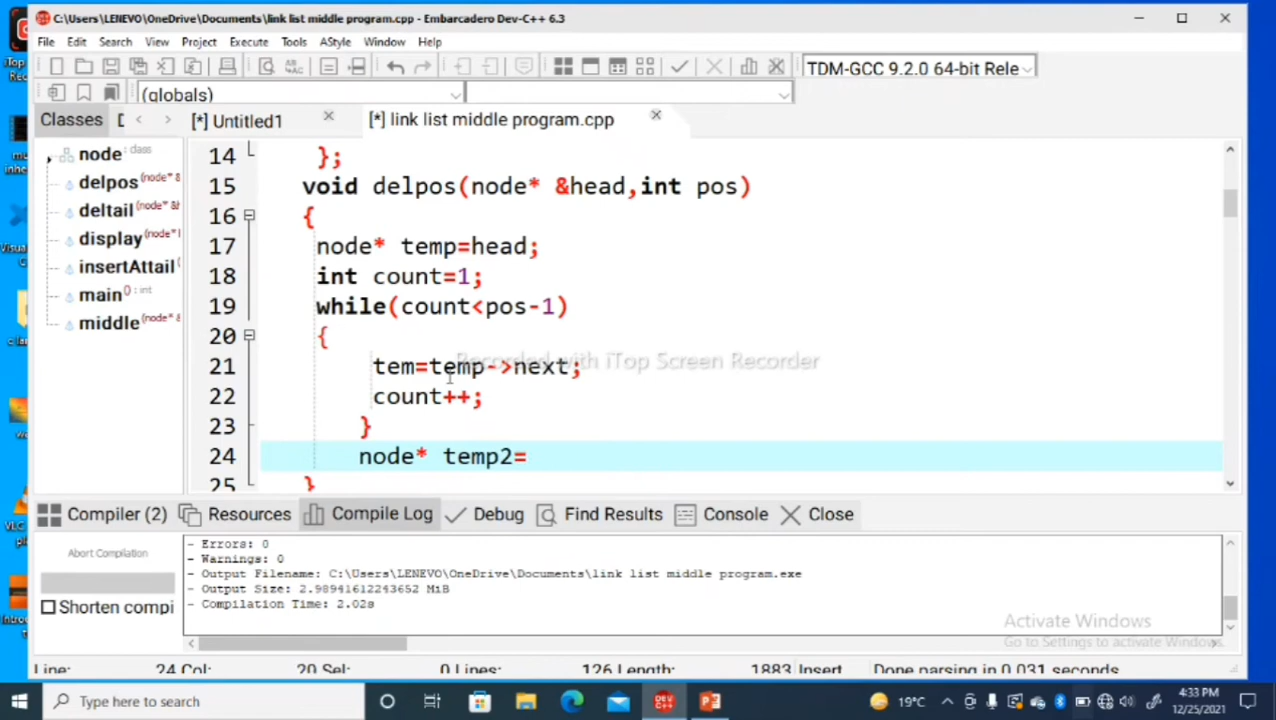 C:\Users\LENEVO\OneDrive\Documents\link list middle program.cpp - Embarcadero Dev-C++ 6.3
File Edit Search View Project Execute Tools AStyle Window Help
TDM-GCC 9.2.0 64-bit Rele
(globals)
Classes
[*] Untitled1
[*] link list middle program.cpp
node class
delpos (node* &
deltail (node* &h
display (node*
insertAttail
main () : int
middle (node* &
14 };
15 void delpos(node* &head,int pos)
16 {
17 node* temp=head;
18 int count=1;
19 while(count<pos-1)
20 {
21 tem=temp->next;
22 count++;
23 }
24 node* temp2=
25 }
Recorded with iTop Screen Recorder
Compiler (2) Resources Compile Log Debug Find Results Console Close
Abort Compilation
Shorten compi
- Errors: 0
- Warnings: 0
- Output Filename: C:\Users\LENEVO\OneDrive\Documents\link list middle program.exe
- Output Size: 2.98941612243652 MiB
- Compilation Time: 2.02s
Activate Windows
Go to Settings to activate Windows.
Line: 24 Col: 20 Sel: 0 Lines: 126 Length: 1883 Insert Done parsing in 0.031 seconds
Type here to search
19°C
4:33 PM
12/25/2021